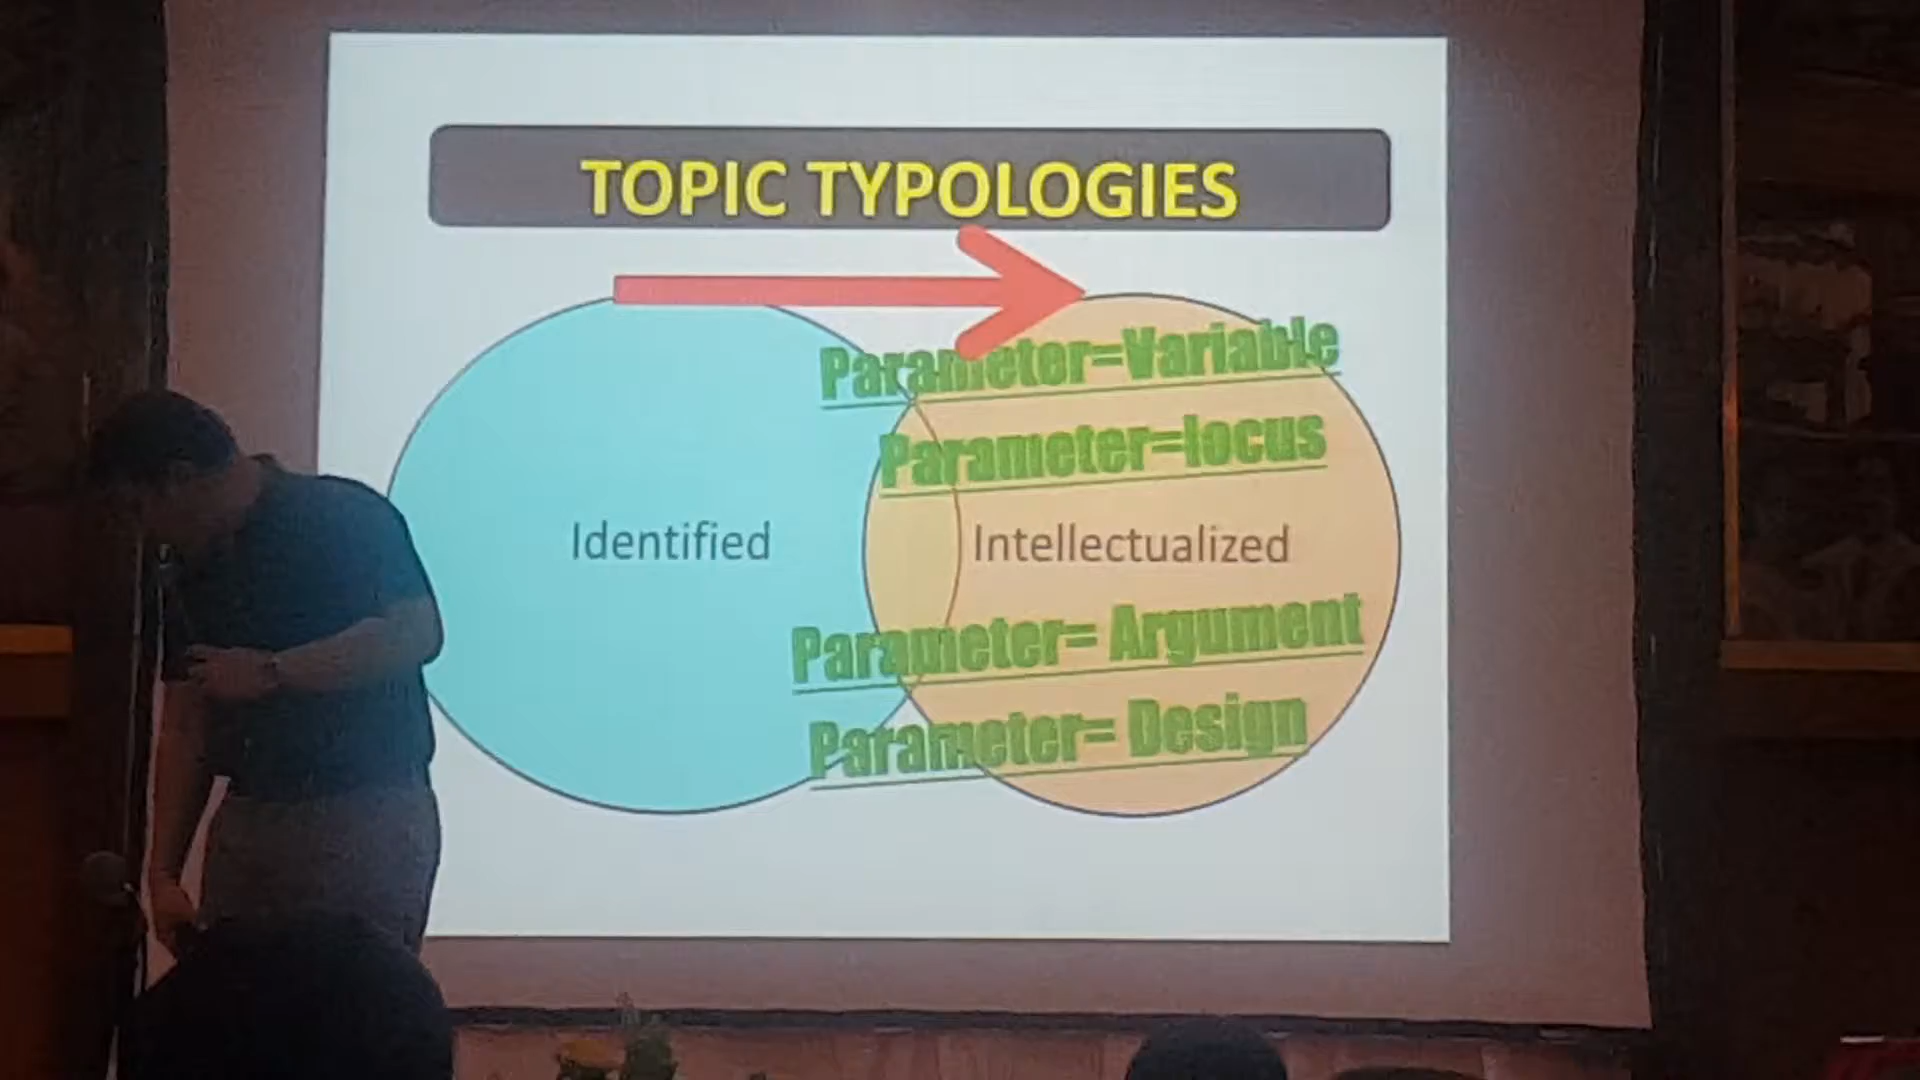 TOPIC TYPOLOGIES
Parameter=Variable
Parameter=locus
Identified
Intellectualized
Parameter= Argument
Parameter= Design